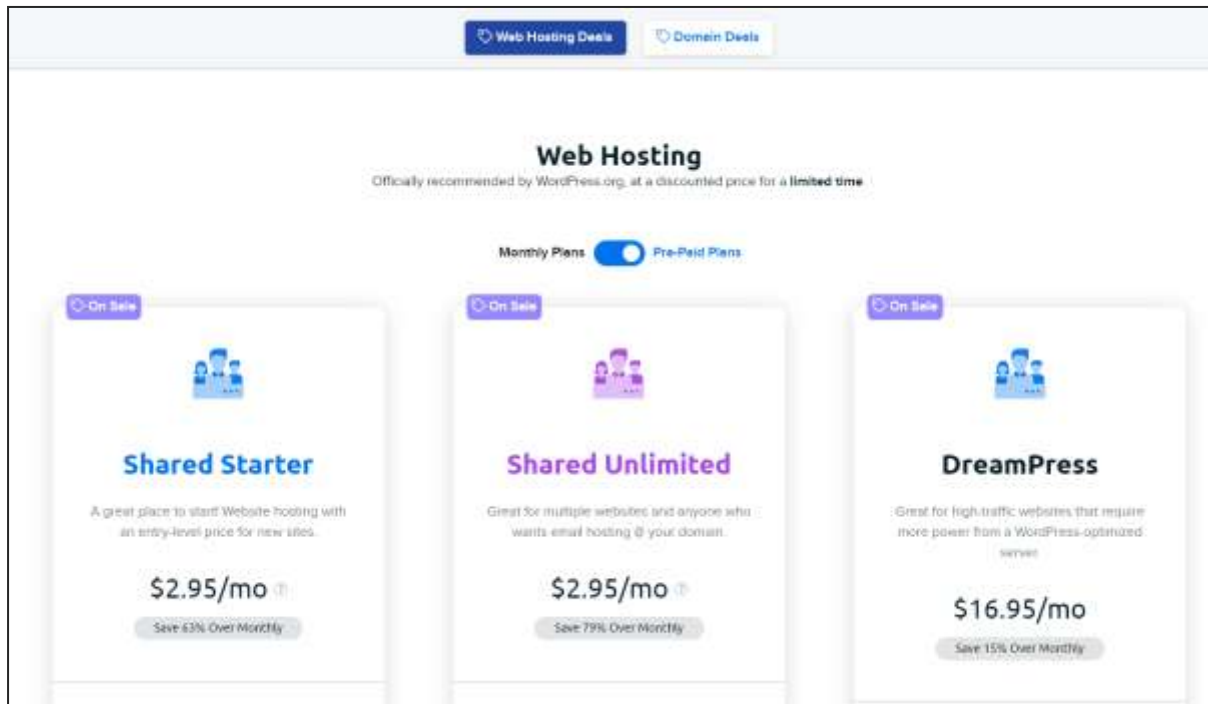 Web Hosting Deals
Domain Deals
Web Hosting
Officially recommended by WordPress.org, at a discounted price for a limited time
Monthly Plans
Pre-Paid Plans
On Sale
On Sale
On Sale
Shared Starter
A great place to start! Website hosting with
an entry-level price for new sites.
$2.95/mo
Save 63% Over Monthly
Shared Unlimited
Great for multiple websites and anyone who
wants email hosting @ your domain.
$2.95/mo
Save 79% Over Monthly
DreamPress
Great for high-traffic websites that require
more power from a WordPress-optimized
server.
$16.95/mo
Save 15% Over Monthly